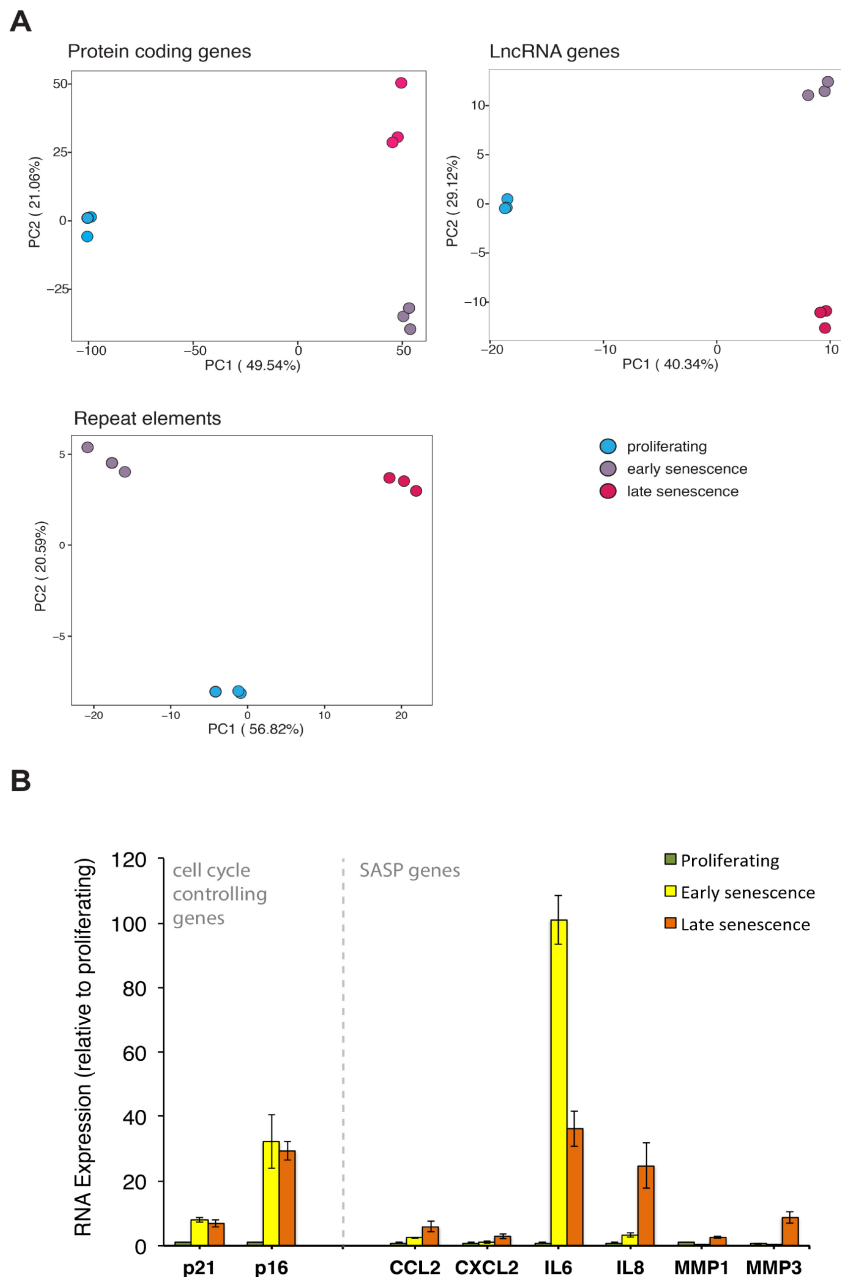 A
Protein coding genes
50
25
0
−25
PC2 ( 21.06%)
−100
−50
0
50
PC1 ( 49.54%)
LncRNA genes
10
5
0
−5
−10
PC2 ( 29.12%)
−20
−10
0
10
PC1 ( 40.34%)
Repeat elements
5
0
−5
PC2 ( 20.59%)
−20
−10
0
10
20
PC1 ( 56.82%)
proliferating
early senescence
late senescence
B
RNA Expression (relative to proliferating)
120
100
80
60
40
20
0
cell cycle
controlling
genes
SASP genes
Proliferating
Early senescence
Late senescence
p21 p16 CCL2 CXCL2 IL6 IL8 MMP1 MMP3